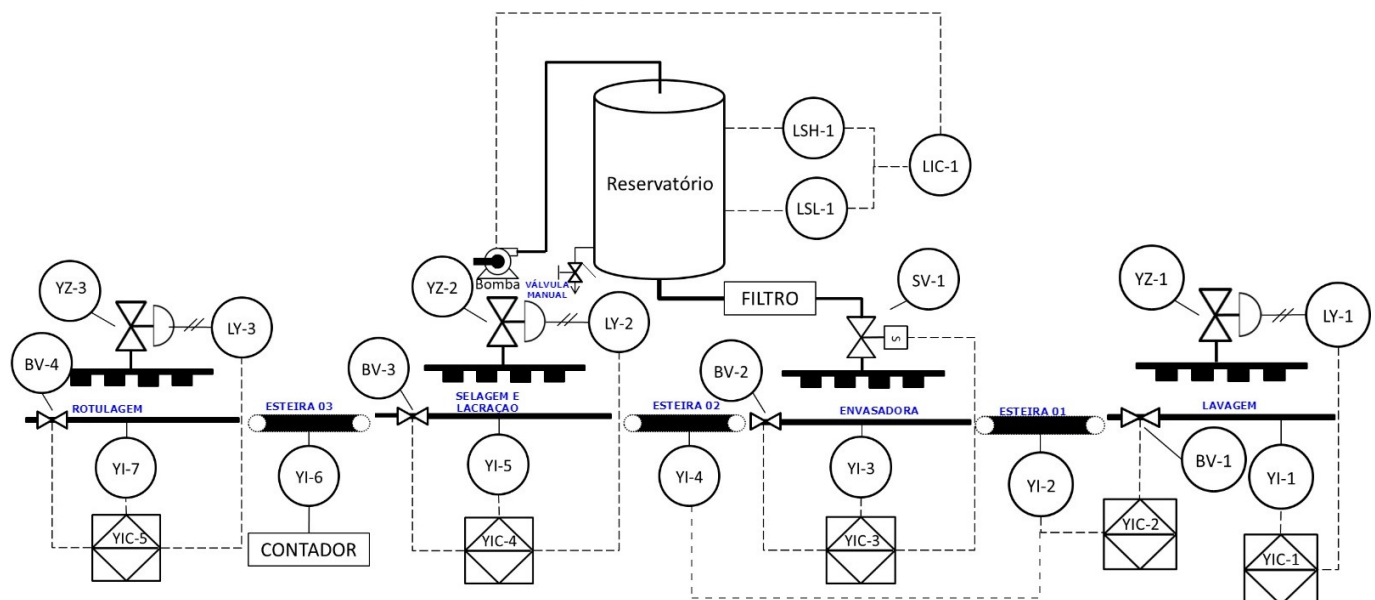 LSH-1
LIC-1
Reservatório
LSL-1
Bomba
VÁLVULA
MANUAL
FILTRO
SV-1
YZ-3
YZ-2
YZ-1
LY-3
LY-2
LY-1
S
BV-4
BV-3
BV-2
ROTULAGEM
ESTEIRA 03
SELAGEM E
LACRAÇAO
ESTEIRA 02
ENVASADORA
ESTEIRA 01
LAVAGEM
BV-1
YI-7
YI-6
YI-5
YI-4
YI-3
YI-2
YI-1
YIC-5
CONTADOR
YIC-4
YIC-3
YIC-2
YIC-1